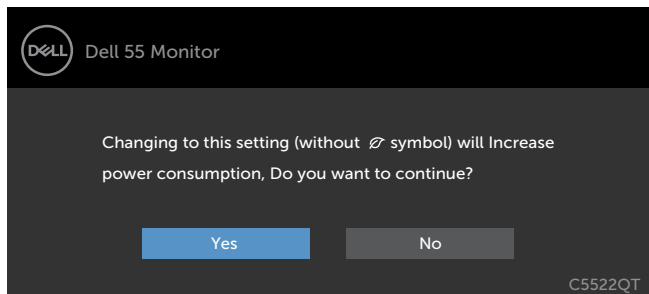 DELL
Dell 55 Monitor
Changing to this setting (without symbol) will Increase
power consumption, Do you want to continue?
Yes
No
C5522QT